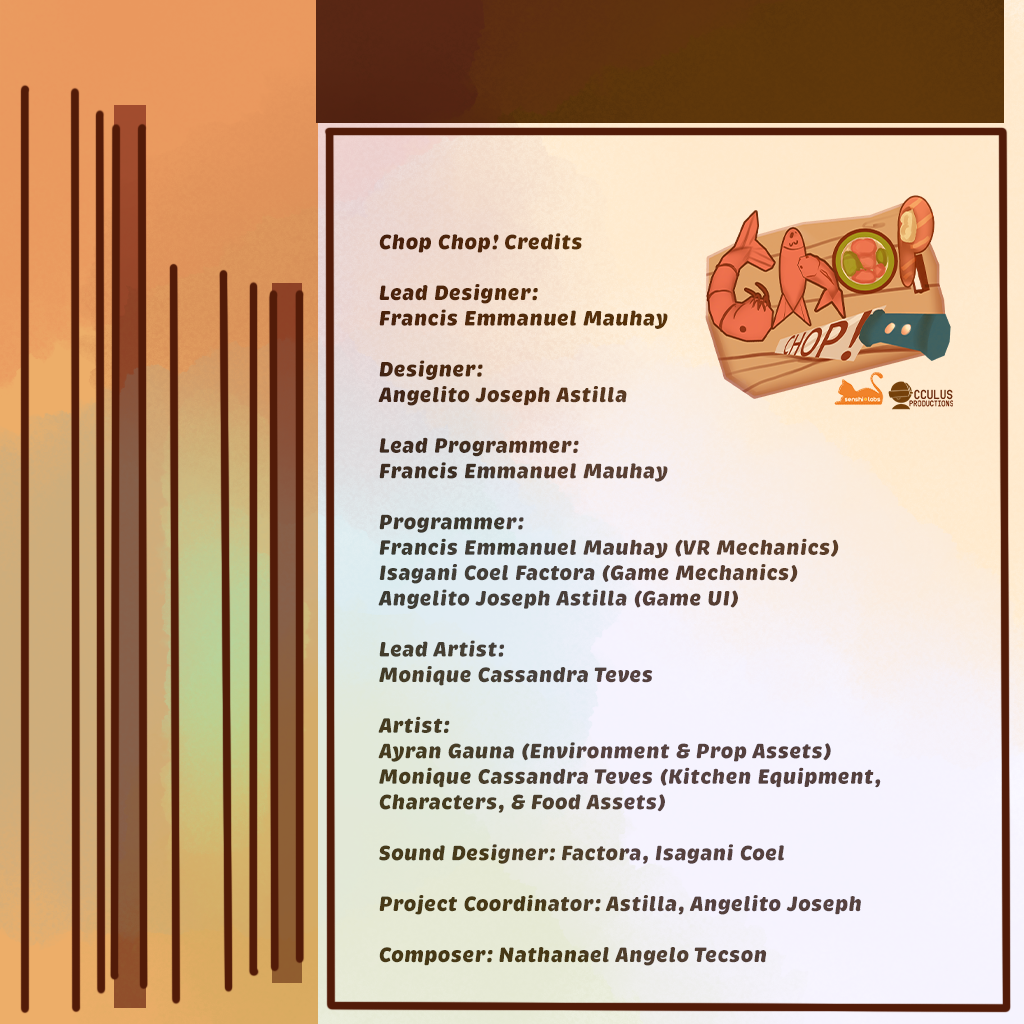 Chop Chop! Credits
Lead Designer:
Francis Emmanuel Mauhay
Designer:
Angelito Joseph Astilla
Lead Programmer:
Francis Emmanuel Mauhay
Programmer:
Francis Emmanuel Mauhay (VR Mechanics)
Isagani Coel Factora (Game Mechanics)
Angelito Joseph Astilla (Game UI)
Lead Artist:
Monique Cassandra Teves
Artist:
Ayran Gauna (Environment & Prop Assets)
Monique Cassandra Teves (Kitchen Equipment,
Characters, & Food Assets)
Sound Designer: Factora, Isagani Coel
Project Coordinator: Astilla, Angelito Joseph
Composer: Nathanael Angelo Tecson
CHOP!
senshi labs
OCCULUS
PRODUCTIONS